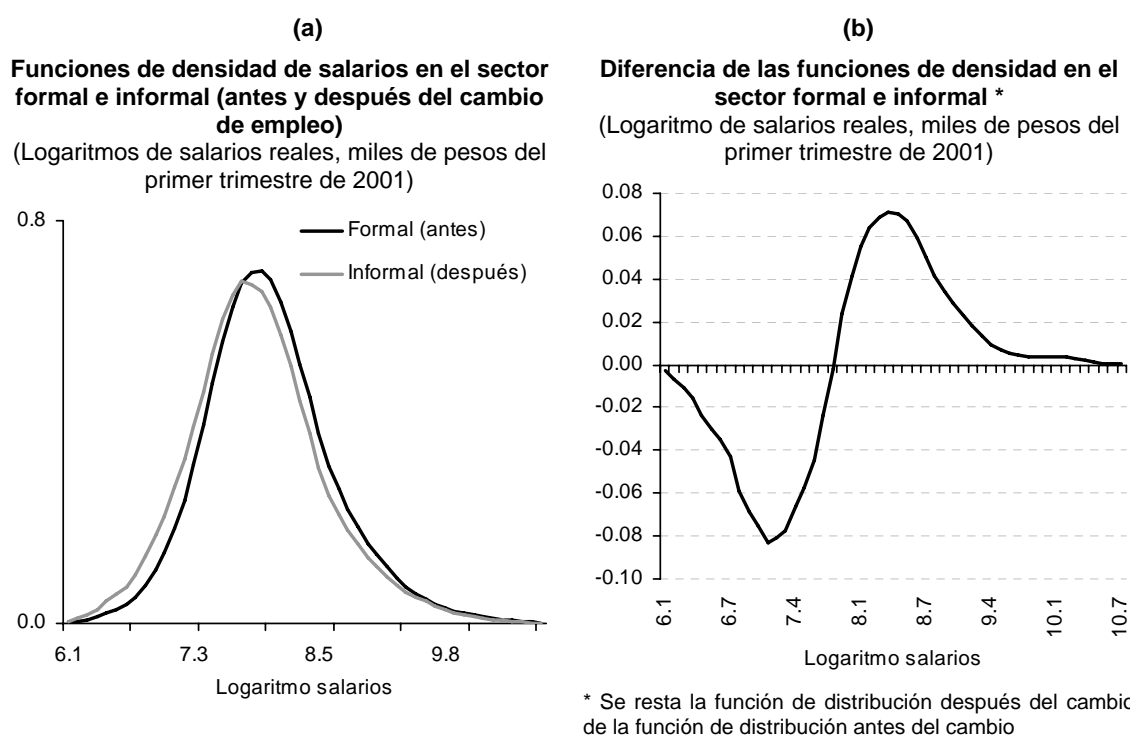 (a)
Funciones de densidad de salarios en el sector
formal e informal (antes y después del cambio
de empleo)
(Logaritmos de salarios reales, miles de pesos del
primer trimestre de 2001)
0.8
Formal (antes)
Informal (después)
0.0
6.1 7.3 8.5 9.8
Logaritmo salarios
(b)
Diferencia de las funciones de densidad en el
sector formal e informal *
(Logaritmo de salarios reales, miles de pesos del
primer trimestre de 2001)
0.08
0.06
0.04
0.02
0.00
-0.02
-0.04
-0.06
-0.08
-0.10
6.1 6.7 7.4 8.1 8.7 9.4 10.1 10.7
Logaritmo salarios
* Se resta la función de distribución después del cambio
de la función de distribución antes del cambio